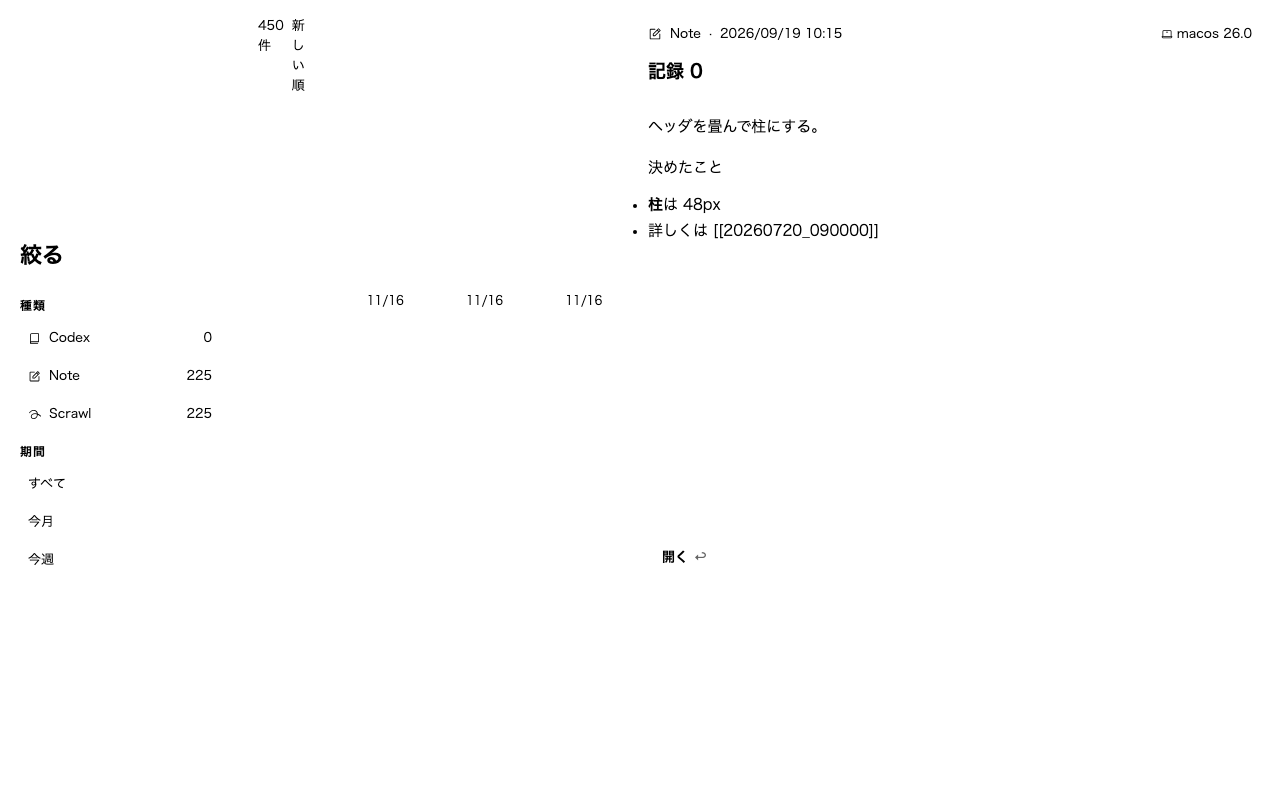 450件
新しい順
絞る
種類
Codex 0
Note 225
Scrawl 225
期間
すべて
今月
今週
11/16 11/16 11/16
Note · 2026/09/19 10:15 macos 26.0
記録 0
ヘッダを畳んで柱にする。
決めたこと
• 柱は 48px
• 詳しくは [[20260720_090000]]
開く ↩